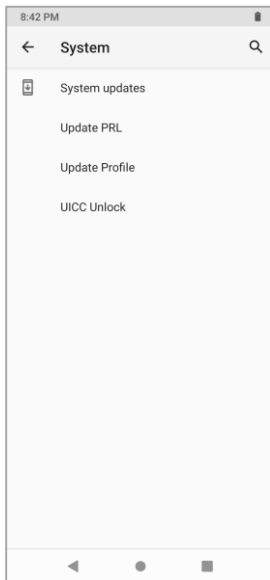 8:42 PM
System
System updates
Update PRL
Update Profile
UICC Unlock